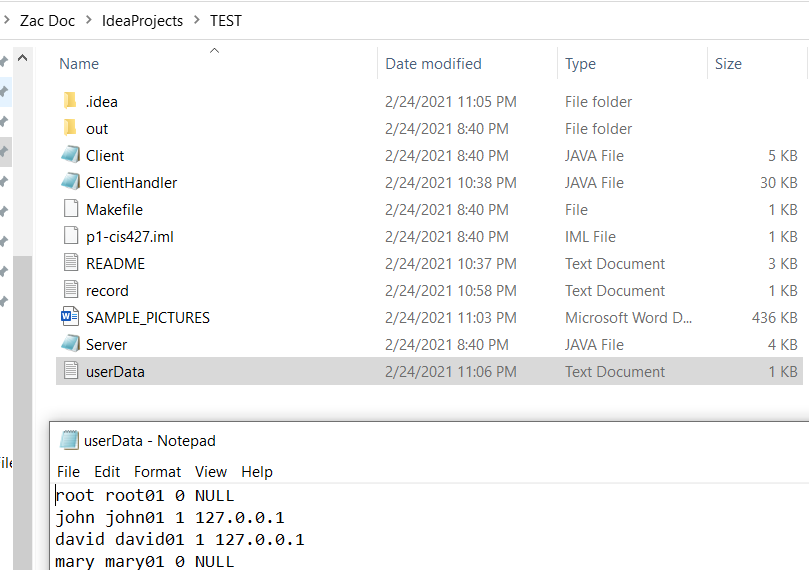 Zac Doc > IdeaProjects > TEST
Name Date modified Type Size
.idea 2/24/2021 11:05 PM File folder
out 2/24/2021 8:40 PM File folder
Client 2/24/2021 8:40 PM JAVA File 5 KB
ClientHandler 2/24/2021 10:38 PM JAVA File 30 KB
Makefile 2/24/2021 8:40 PM File 1 KB
p1-cis427.iml 2/24/2021 8:40 PM IML File 1 KB
README 2/24/2021 10:37 PM Text Document 3 KB
record 2/24/2021 10:58 PM Text Document 1 KB
SAMPLE_PICTURES 2/24/2021 11:03 PM Microsoft Word D... 436 KB
Server 2/24/2021 8:40 PM JAVA File 4 KB
userData 2/24/2021 11:06 PM Text Document 1 KB
userData - Notepad
File Edit Format View Help
root root01 0 NULL
john john01 1 127.0.0.1
david david01 1 127.0.0.1
mary mary01 0 NULL